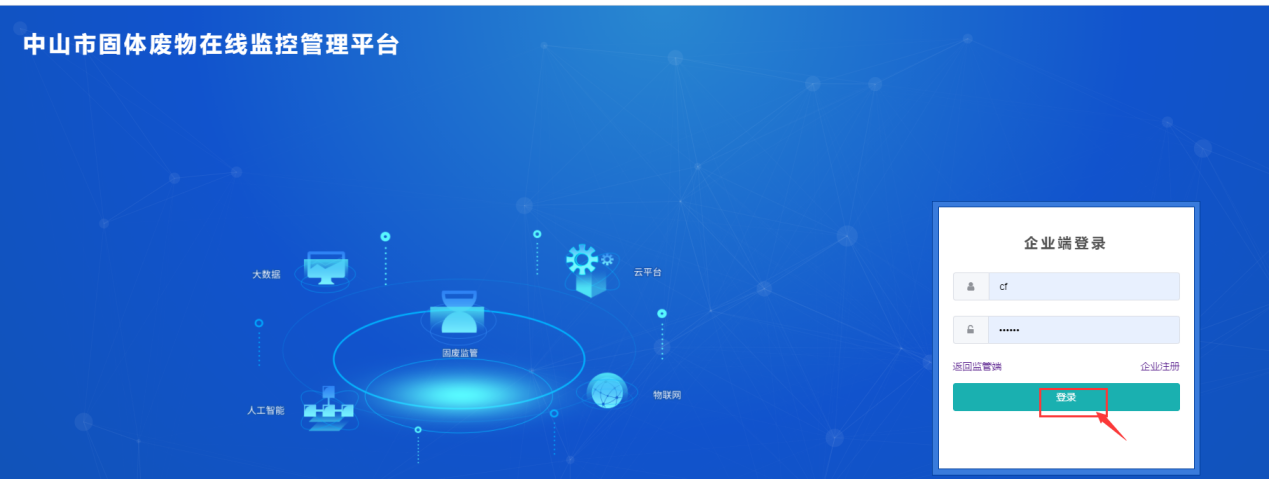 中山市固体废物在线监控管理平台
企业端登录
大数据
云平台
cf
••••••
固废监管
返回监管端
企业注册
物联网
登录
人工智能